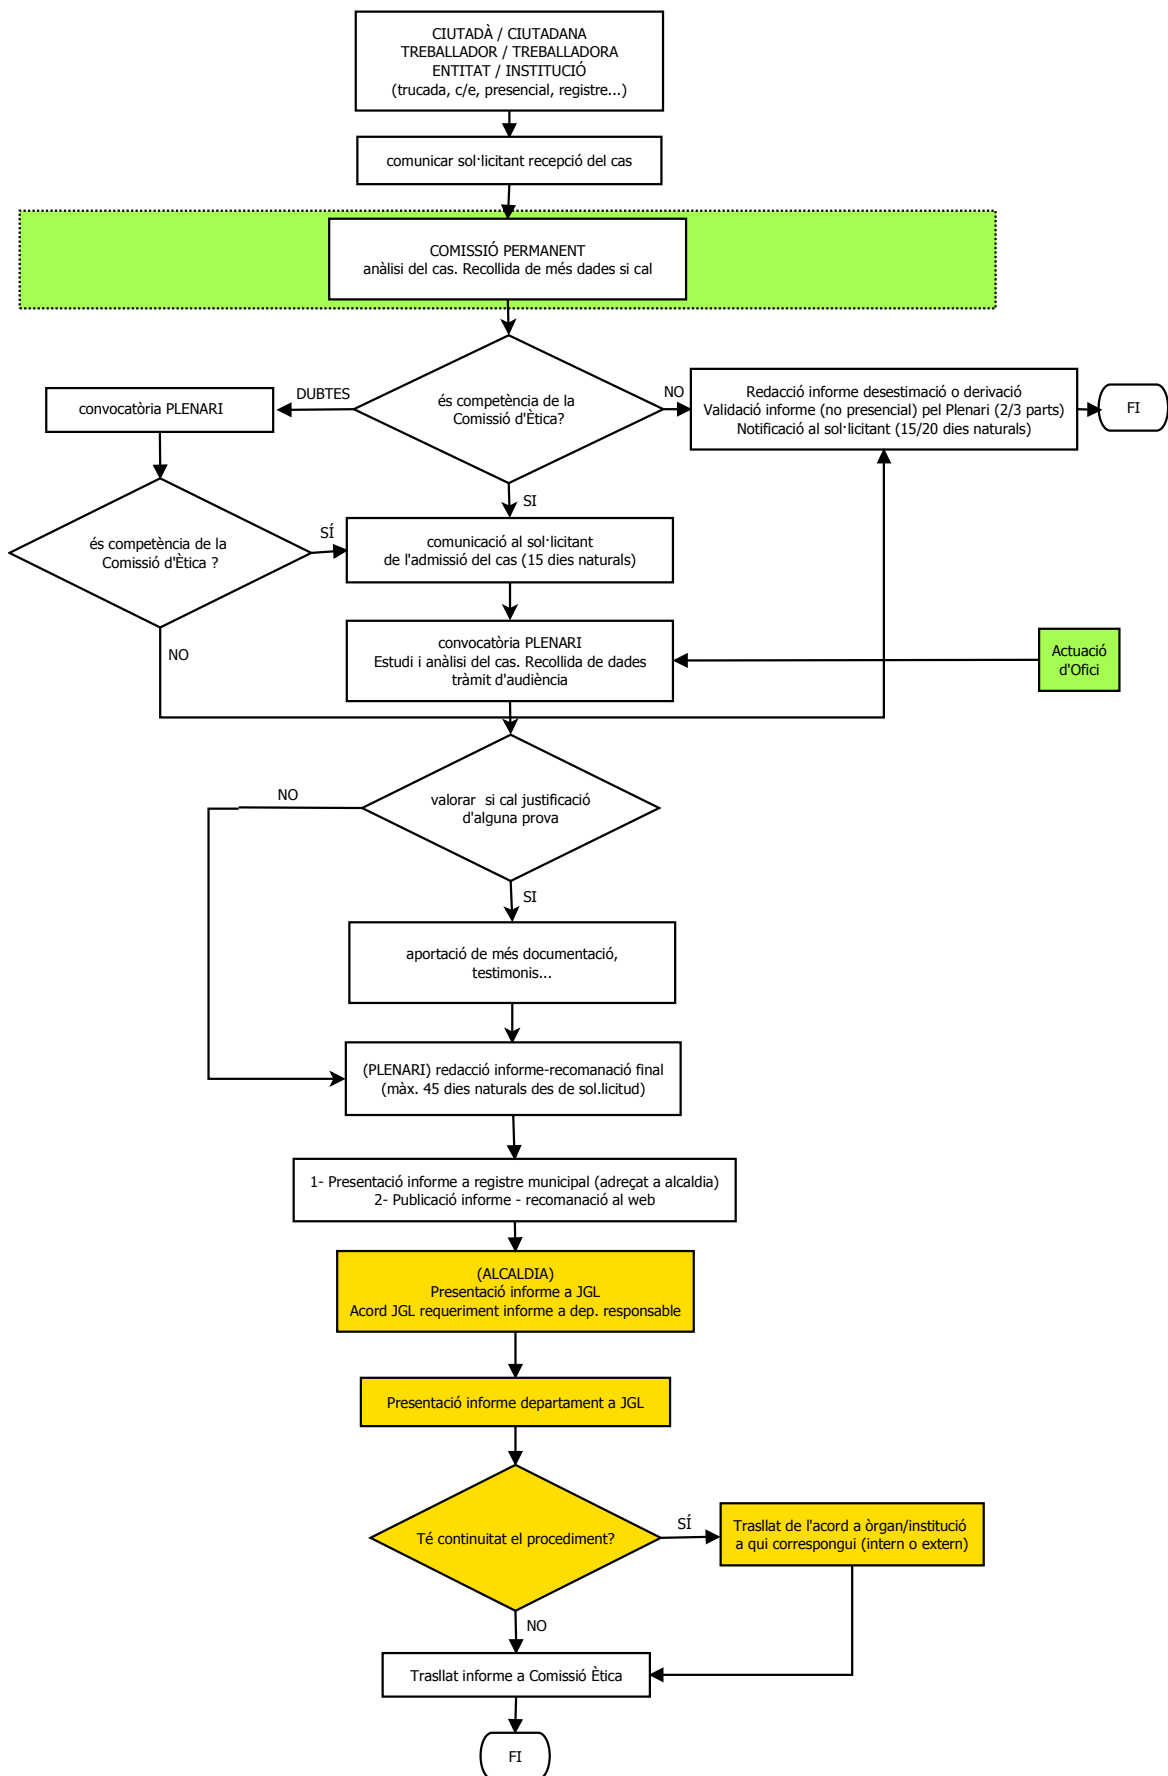 CIUTADÀ / CIUTADANA
TREBALLADOR / TREBALLADORA
ENTITAT / INSTITUCIÓ
(trucada, c/e, presencial, registre...)
comunicar sol·licitant recepció del cas
COMISSIÓ PERMANENT
anàlisi del cas. Recollida de més dades si cal
és competència de la
Comissió d'Ètica?
DUBTES
convocatòria PLENARI
NO
Redacció informe desestimació o derivació
Validació informe (no presencial) pel Plenari (2/3 parts)
Notificació al sol·licitant (15/20 dies naturals)
FI
SI
és competència de la
Comissió d'Ètica ?
SÍ
comunicació al sol·licitant
de l'admissió del cas (15 dies naturals)
NO
convocatòria PLENARI
Estudi i anàlisi del cas. Recollida de dades
tràmit d'audiència
Actuació
d'Ofici
valorar  si cal justificació
d'alguna prova
NO
SI
aportació de més documentació,
testimonis...
(PLENARI) redacció informe-recomanació final
(màx. 45 dies naturals des de sol.licitud)
1- Presentació informe a registre municipal (adreçat a alcaldia)
2- Publicació informe - recomanació al web
(ALCALDIA)
Presentació informe a JGL
Acord JGL requeriment informe a dep. responsable
Presentació informe departament a JGL
Té continuitat el procediment?
SÍ
Trasllat de l'acord a òrgan/institució
a qui correspongui (intern o extern)
NO
Trasllat informe a Comissió Ètica
FI